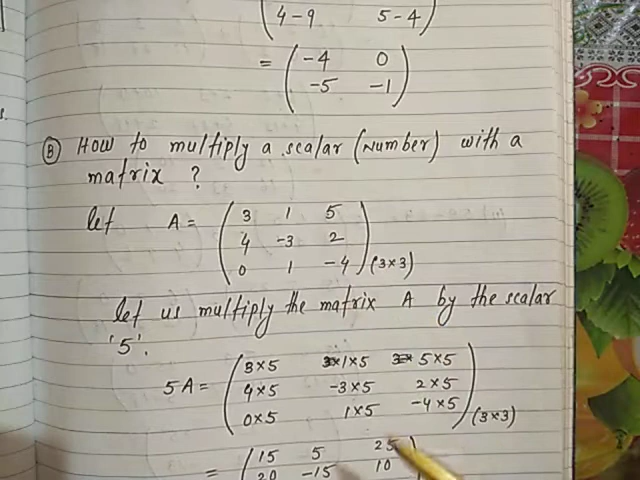 ( 4 - 9 5 - 4 )
= ( -4 0
-5 -1 )
s.
(B) How to multiply a scalar (Number) with a
matrix ?
let A = ( 3 1 5
4 -3 2
0 1 -4 ) (3×3)
let us multiply the matrix A by the scalar
'5'.
5A = ( 3×5 1×5 5×5
4×5 -3×5 2×5
0×5 1×5 -4×5 ) (3×3)
= ( 15 5 25
20 -15 10